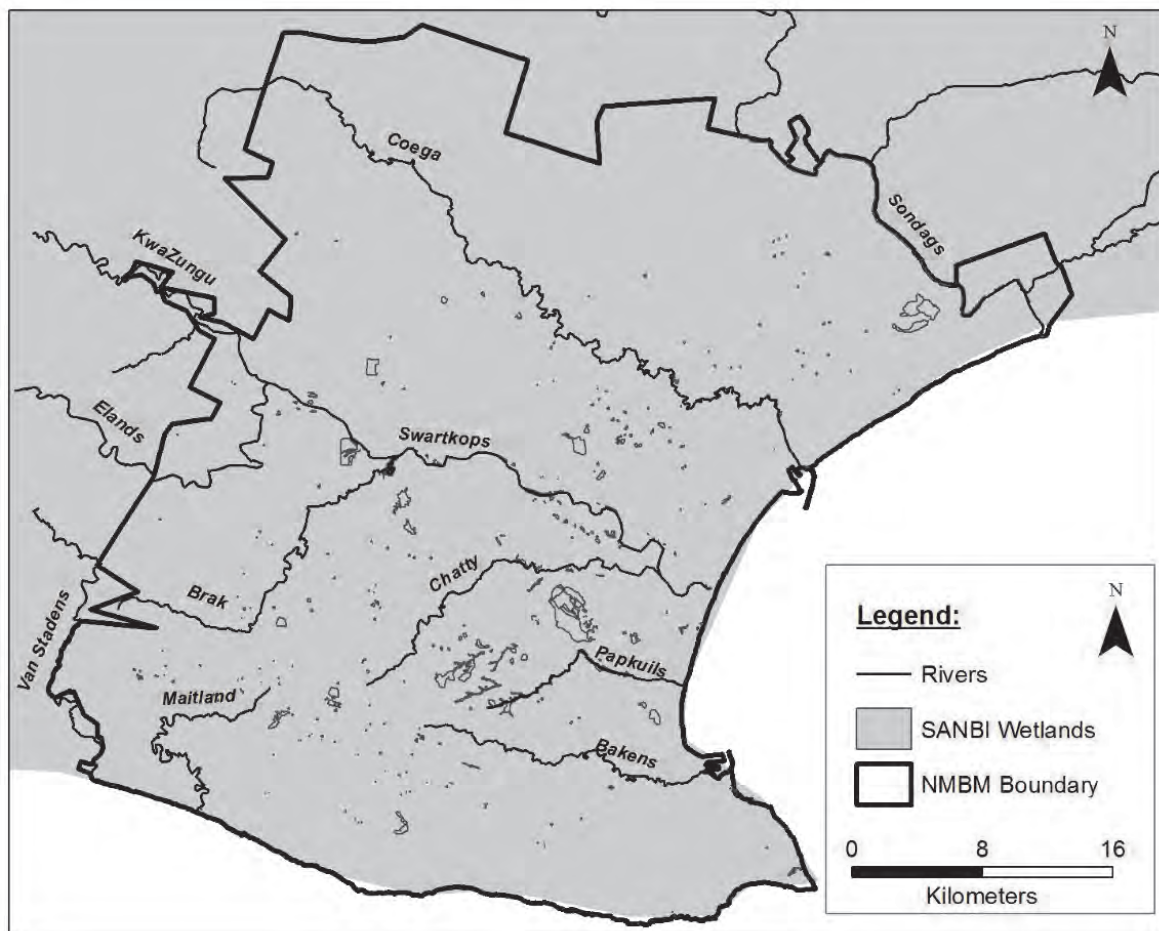 N
Coega
Sondags
KwaZungu
Elands
Swartkops
Chatty
Brak
Van Stadens
Papkuils
Maitland
Bakens
N
Legend:
Rivers
SANBI Wetlands
NMBM Boundary
0 8 16
Kilometers